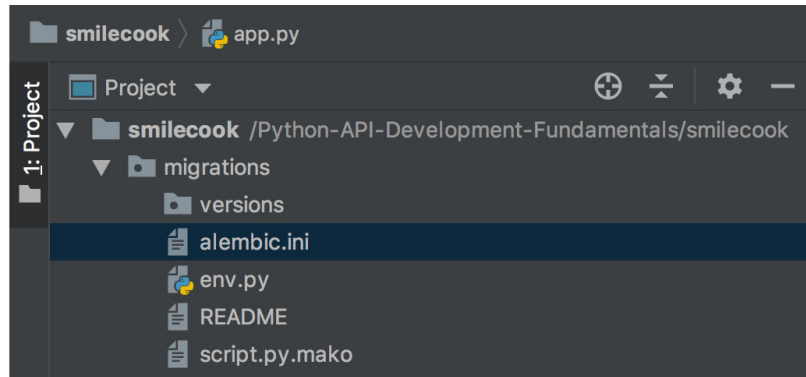 smilecook app.py
1: Project
Project
smilecook /Python-API-Development-Fundamentals/smilecook
migrations
versions
alembic.ini
env.py
README
script.py.mako